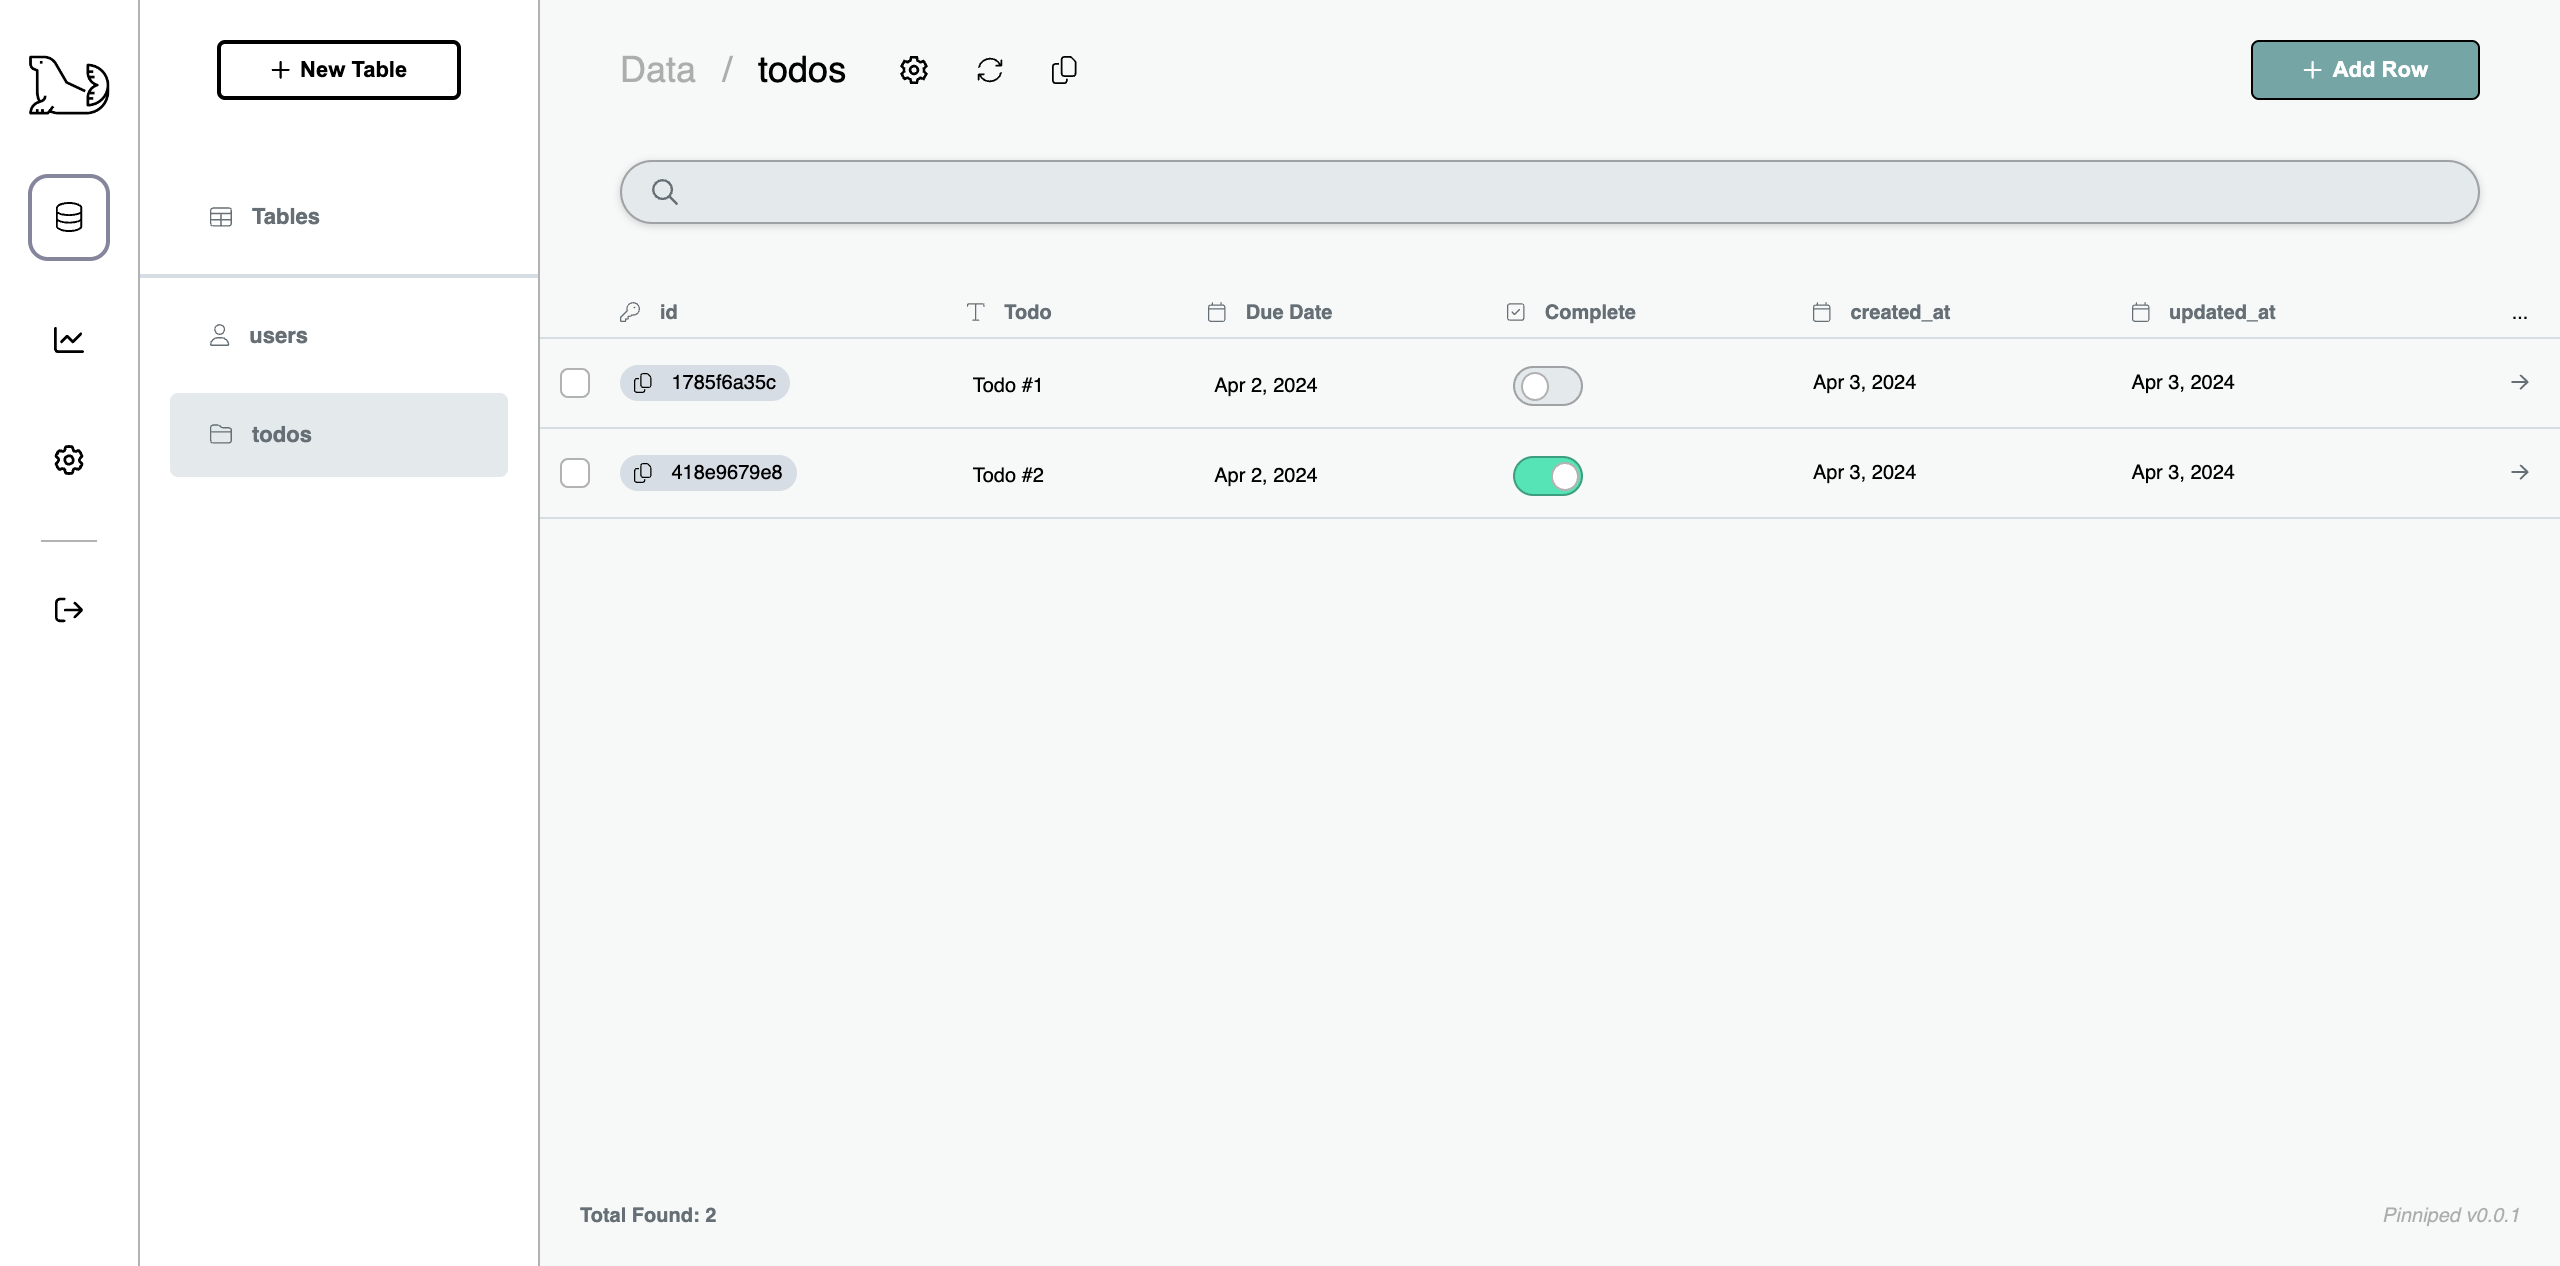 + New Table
Tables
users
todos
Data / todos
+ Add Row
id Todo Due Date Complete created_at updated_at ...
1785f6a35c Todo #1 Apr 2, 2024 Apr 3, 2024 Apr 3, 2024
418e9679e8 Todo #2 Apr 2, 2024 Apr 3, 2024 Apr 3, 2024
Total Found: 2
Pinniped v0.0.1